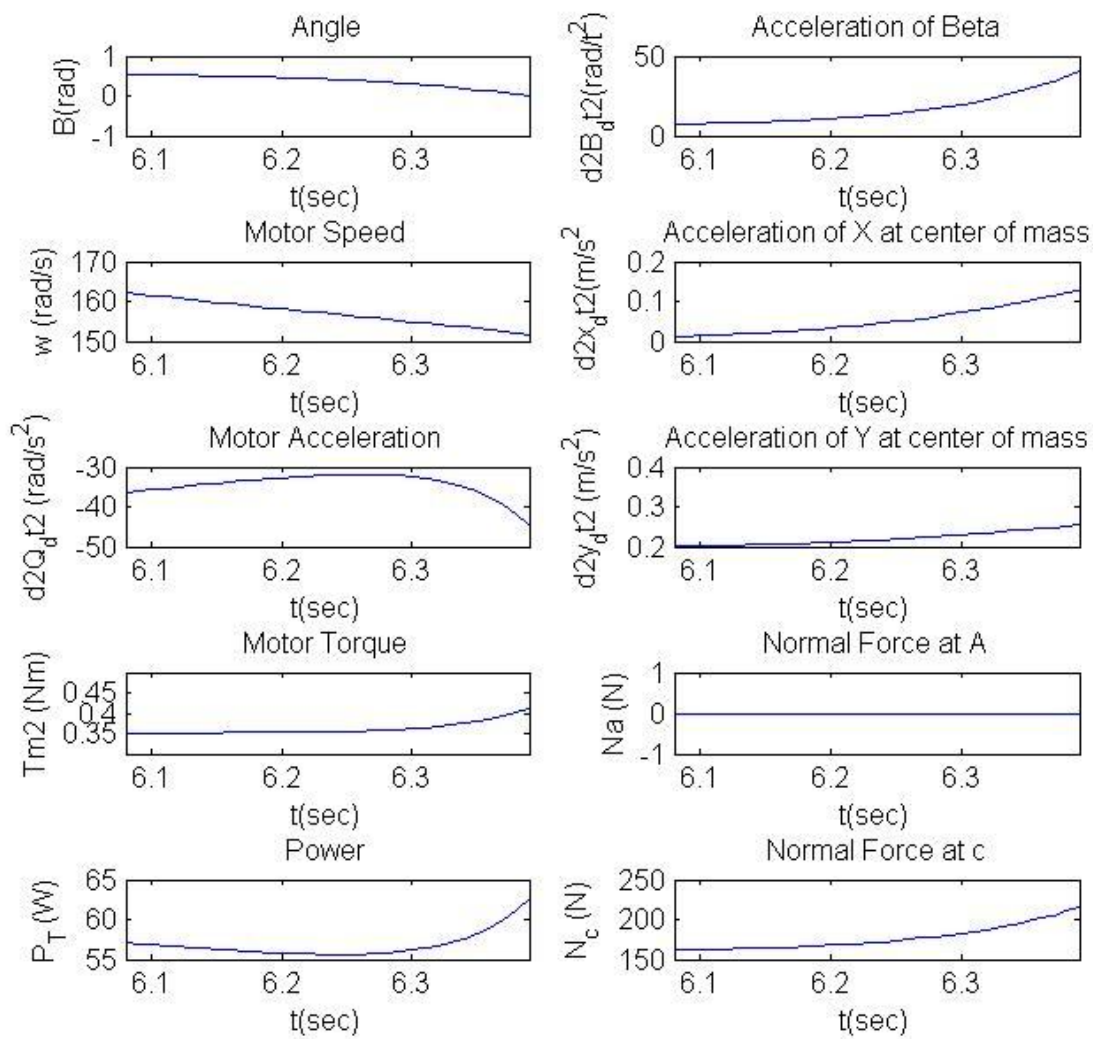 Angle
B(rad)
1
0
-1
6.1 6.2 6.3
t(sec)
Acceleration of Beta
d2B_dt2(rad/t^2)
50
0
6.1 6.2 6.3
t(sec)
Motor Speed
w (rad/s)
170
160
150
6.1 6.2 6.3
t(sec)
Acceleration of X at center of mass
d2x_dt2(m/s^2
0.2
0.1
0
6.1 6.2 6.3
t(sec)
Motor Acceleration
d2Q_dt2 (rad/s^2)
-30
-40
-50
6.1 6.2 6.3
t(sec)
Acceleration of Y at center of mass
d2y_dt2 (m/s^2)
0.4
0.3
0.2
6.1 6.2 6.3
t(sec)
Motor Torque
Tm2 (Nm)
0.45
0.4
0.35
6.1 6.2 6.3
t(sec)
Normal Force at A
Na (N)
1
0
-1
6.1 6.2 6.3
t(sec)
Power
P_T (W)
65
60
55
6.1 6.2 6.3
t(sec)
Normal Force at c
N_c (N)
250
200
150
6.1 6.2 6.3
t(sec)